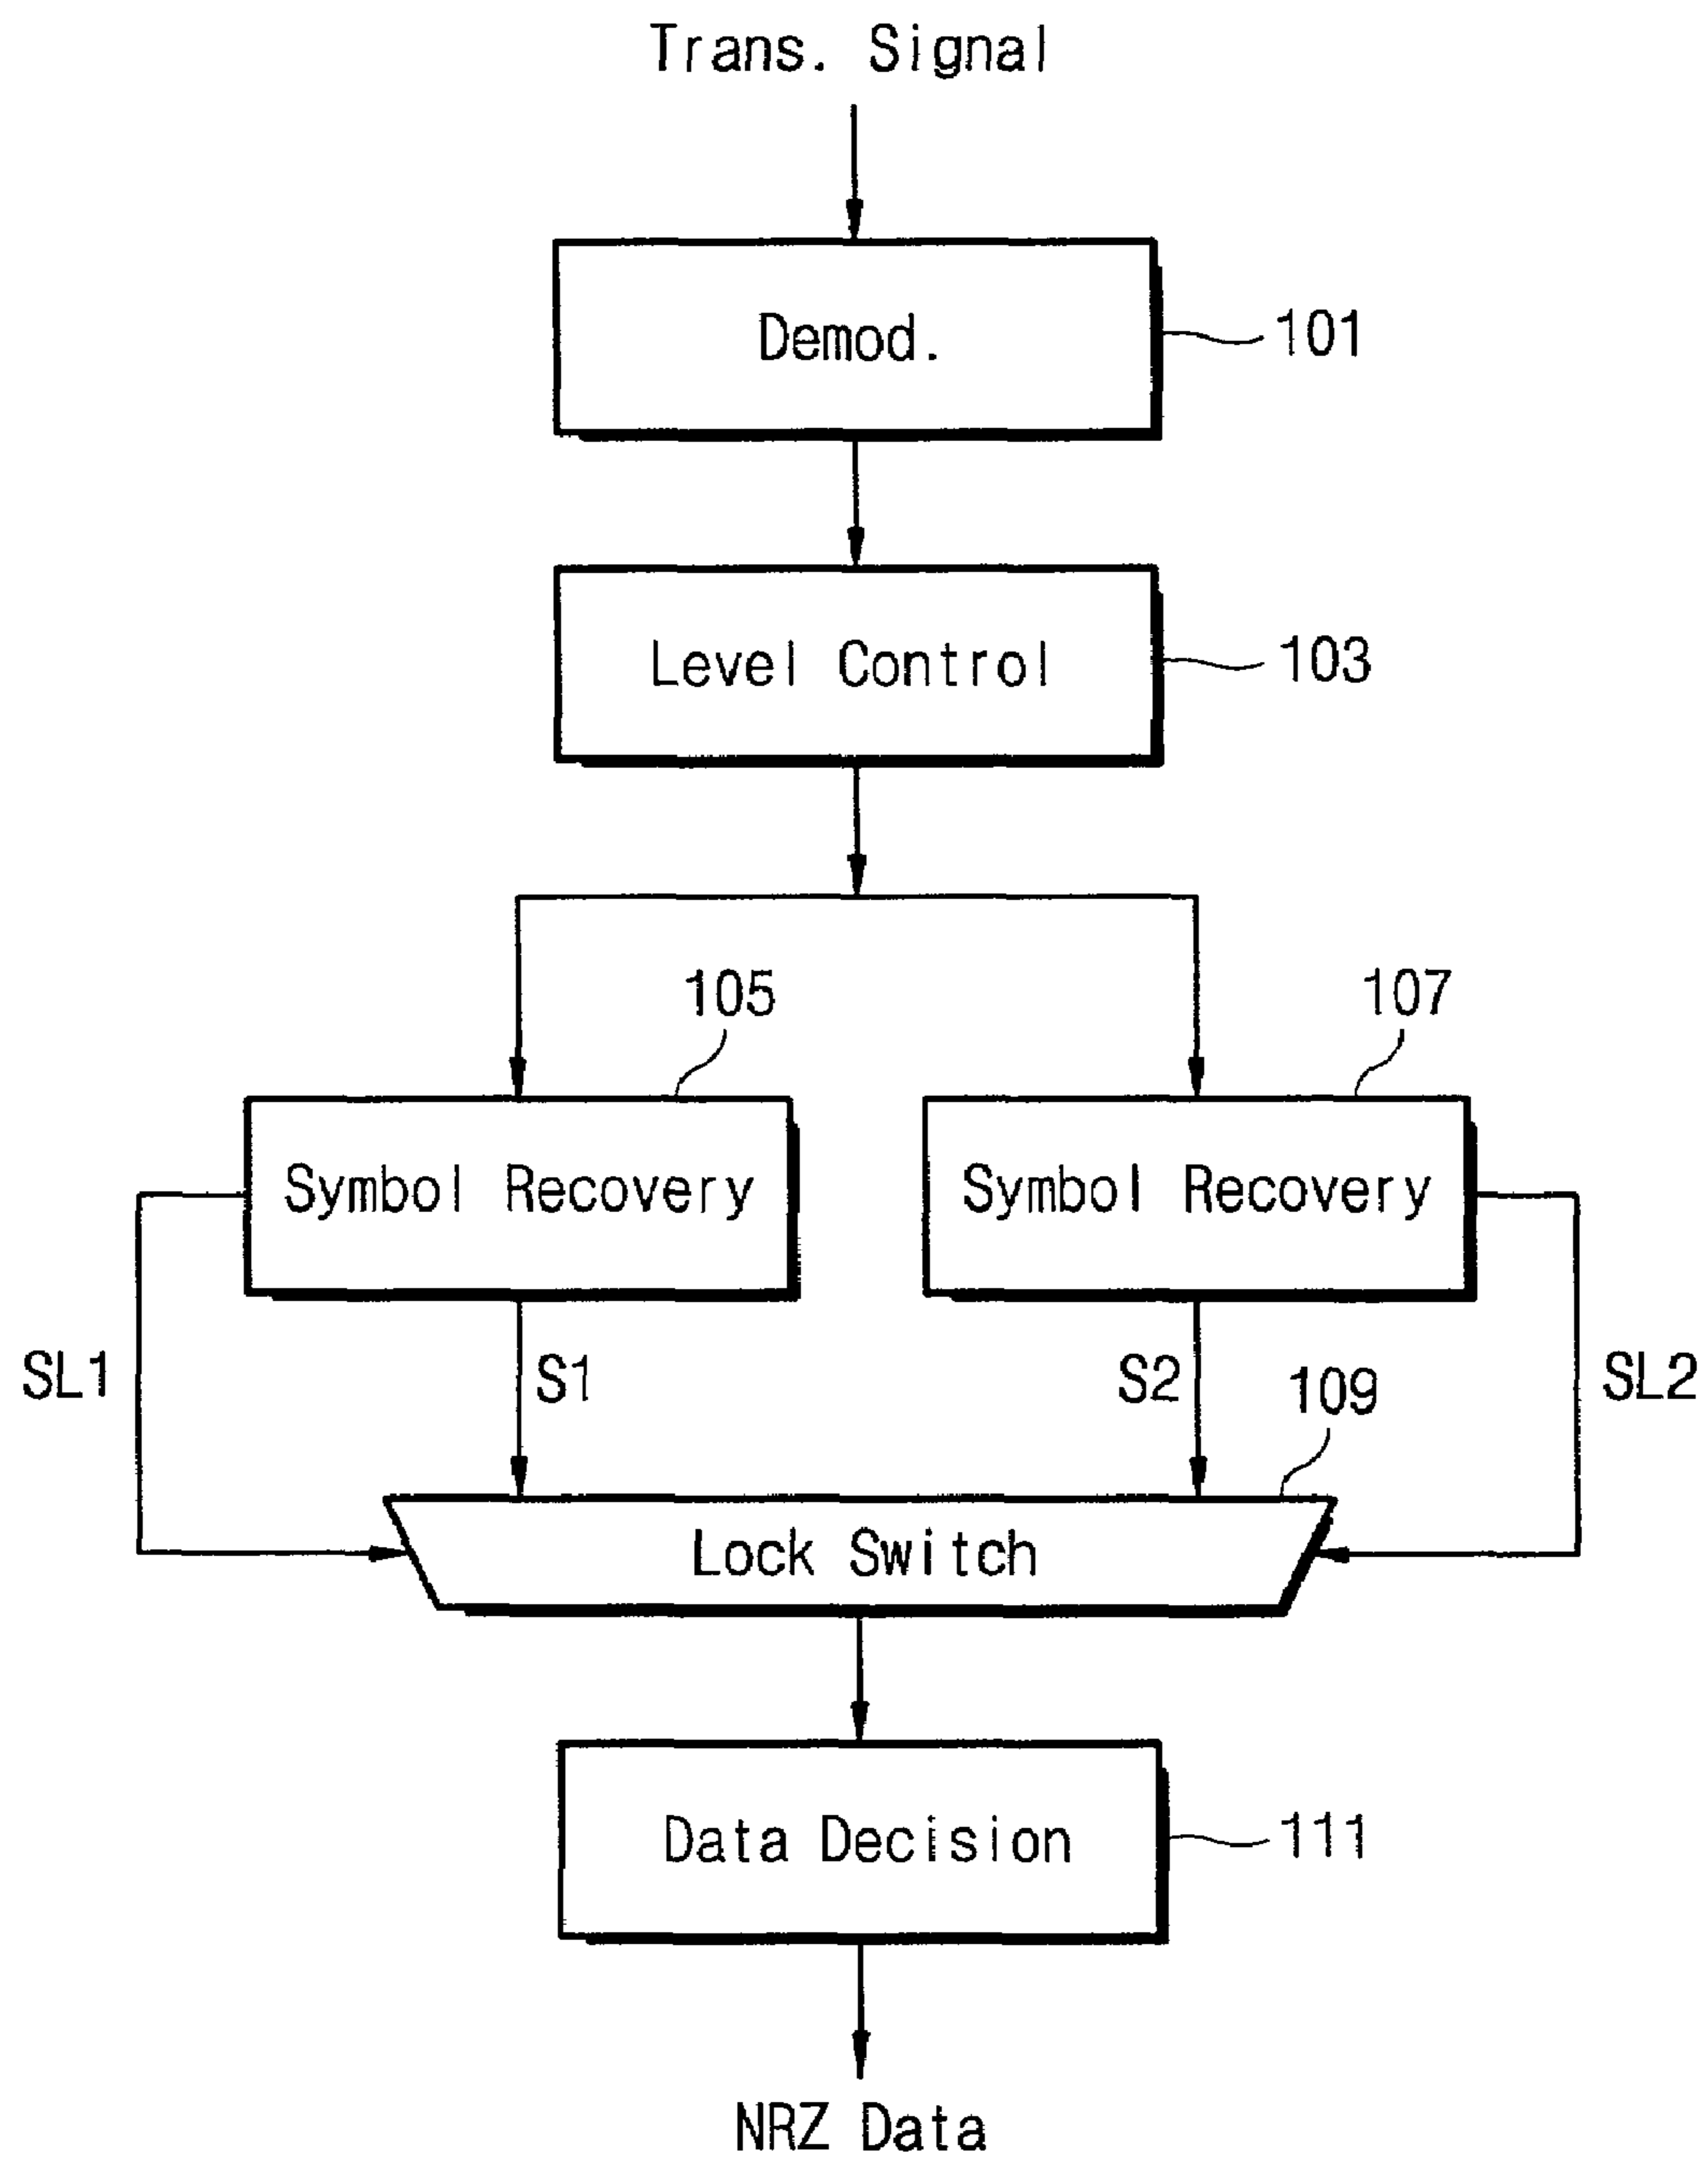 Trans. Signal
Demod.
101
Level Control
103
105
107
Symbol Recovery
Symbol Recovery
SL1
S1
S2
109
SL2
Lock Switch
Data Decision
111
NRZ Data